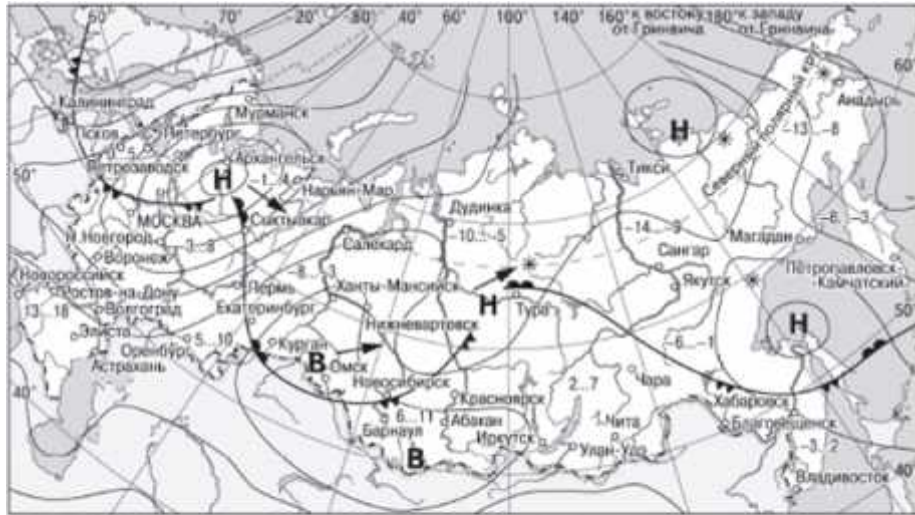 60°
70°
20°
30°
40°
60°
80°
100°
120°
140°
160°
180°
к востоку
от Гринвича
к западу
от Гринвича
60°
Северный полярный круг
Анадырь
−13
−8
Н
Калининград
Мурманск
Псков
С.-Петербург
Петрозаводск
Архангельск
Н
−1...4
Нарьян-Мар
50°
Тикси
МОСКВА
Сыктывкар
Дудинка
−10...−5
−14...−9
−6...−3
Магадан
Н.Новгород
3...8
Салехард
Сангар
Воронеж
Якутск
Петропавловск-
Камчатский
Новороссийск
Пермь
−8...−3
Ханты-Мансийск
Н
Тура
Ростов-на-Дону
13...18
Волгоград
Екатеринбург
Нижневартовск
Н
50°
Элиста
5...10
Курган
−6...−1
Оренбург
Астрахань
В
Омск
Новосибирск
2...7
Чара
40°
Красноярск
Хабаровск
6...11
Барнаул
Абакан
Иркутск
Чита
Благовещенск
40°
В
Улан-Удэ
−3...2
Владивосток